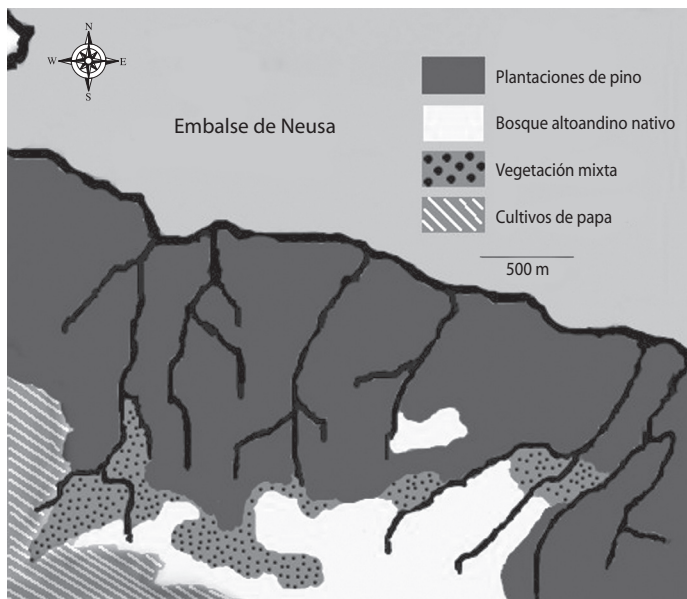 N
W E
S
Embalse de Neusa
Plantaciones de pino
Bosque altoandino nativo
Vegetación mixta
Cultivos de papa
500 m